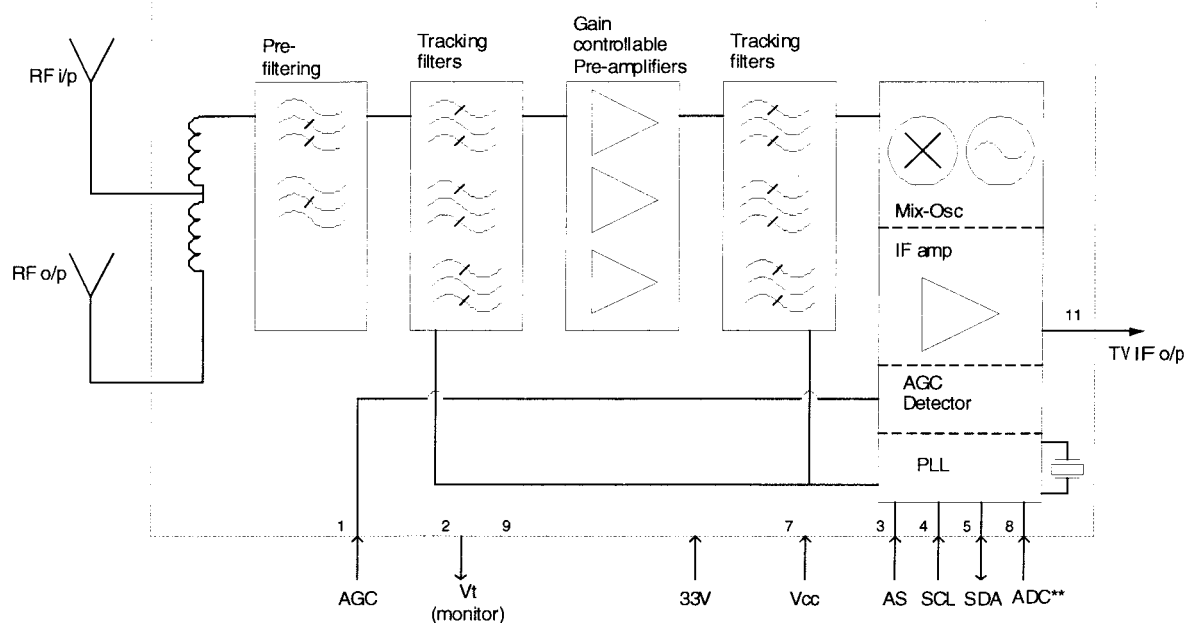 Pre-
filtering
Tracking
filters
Gain
controllable
Pre-amplifiers
Tracking
filters
RF i/p
RF o/p
Mix-Osc
IF amp
11
TV IF o/p
AGC
Detector
PLL
1
2
9
7
3
4
5
8
AGC
Vt
(monitor)
33V
Vcc
AS
SCL
SDA
ADC**